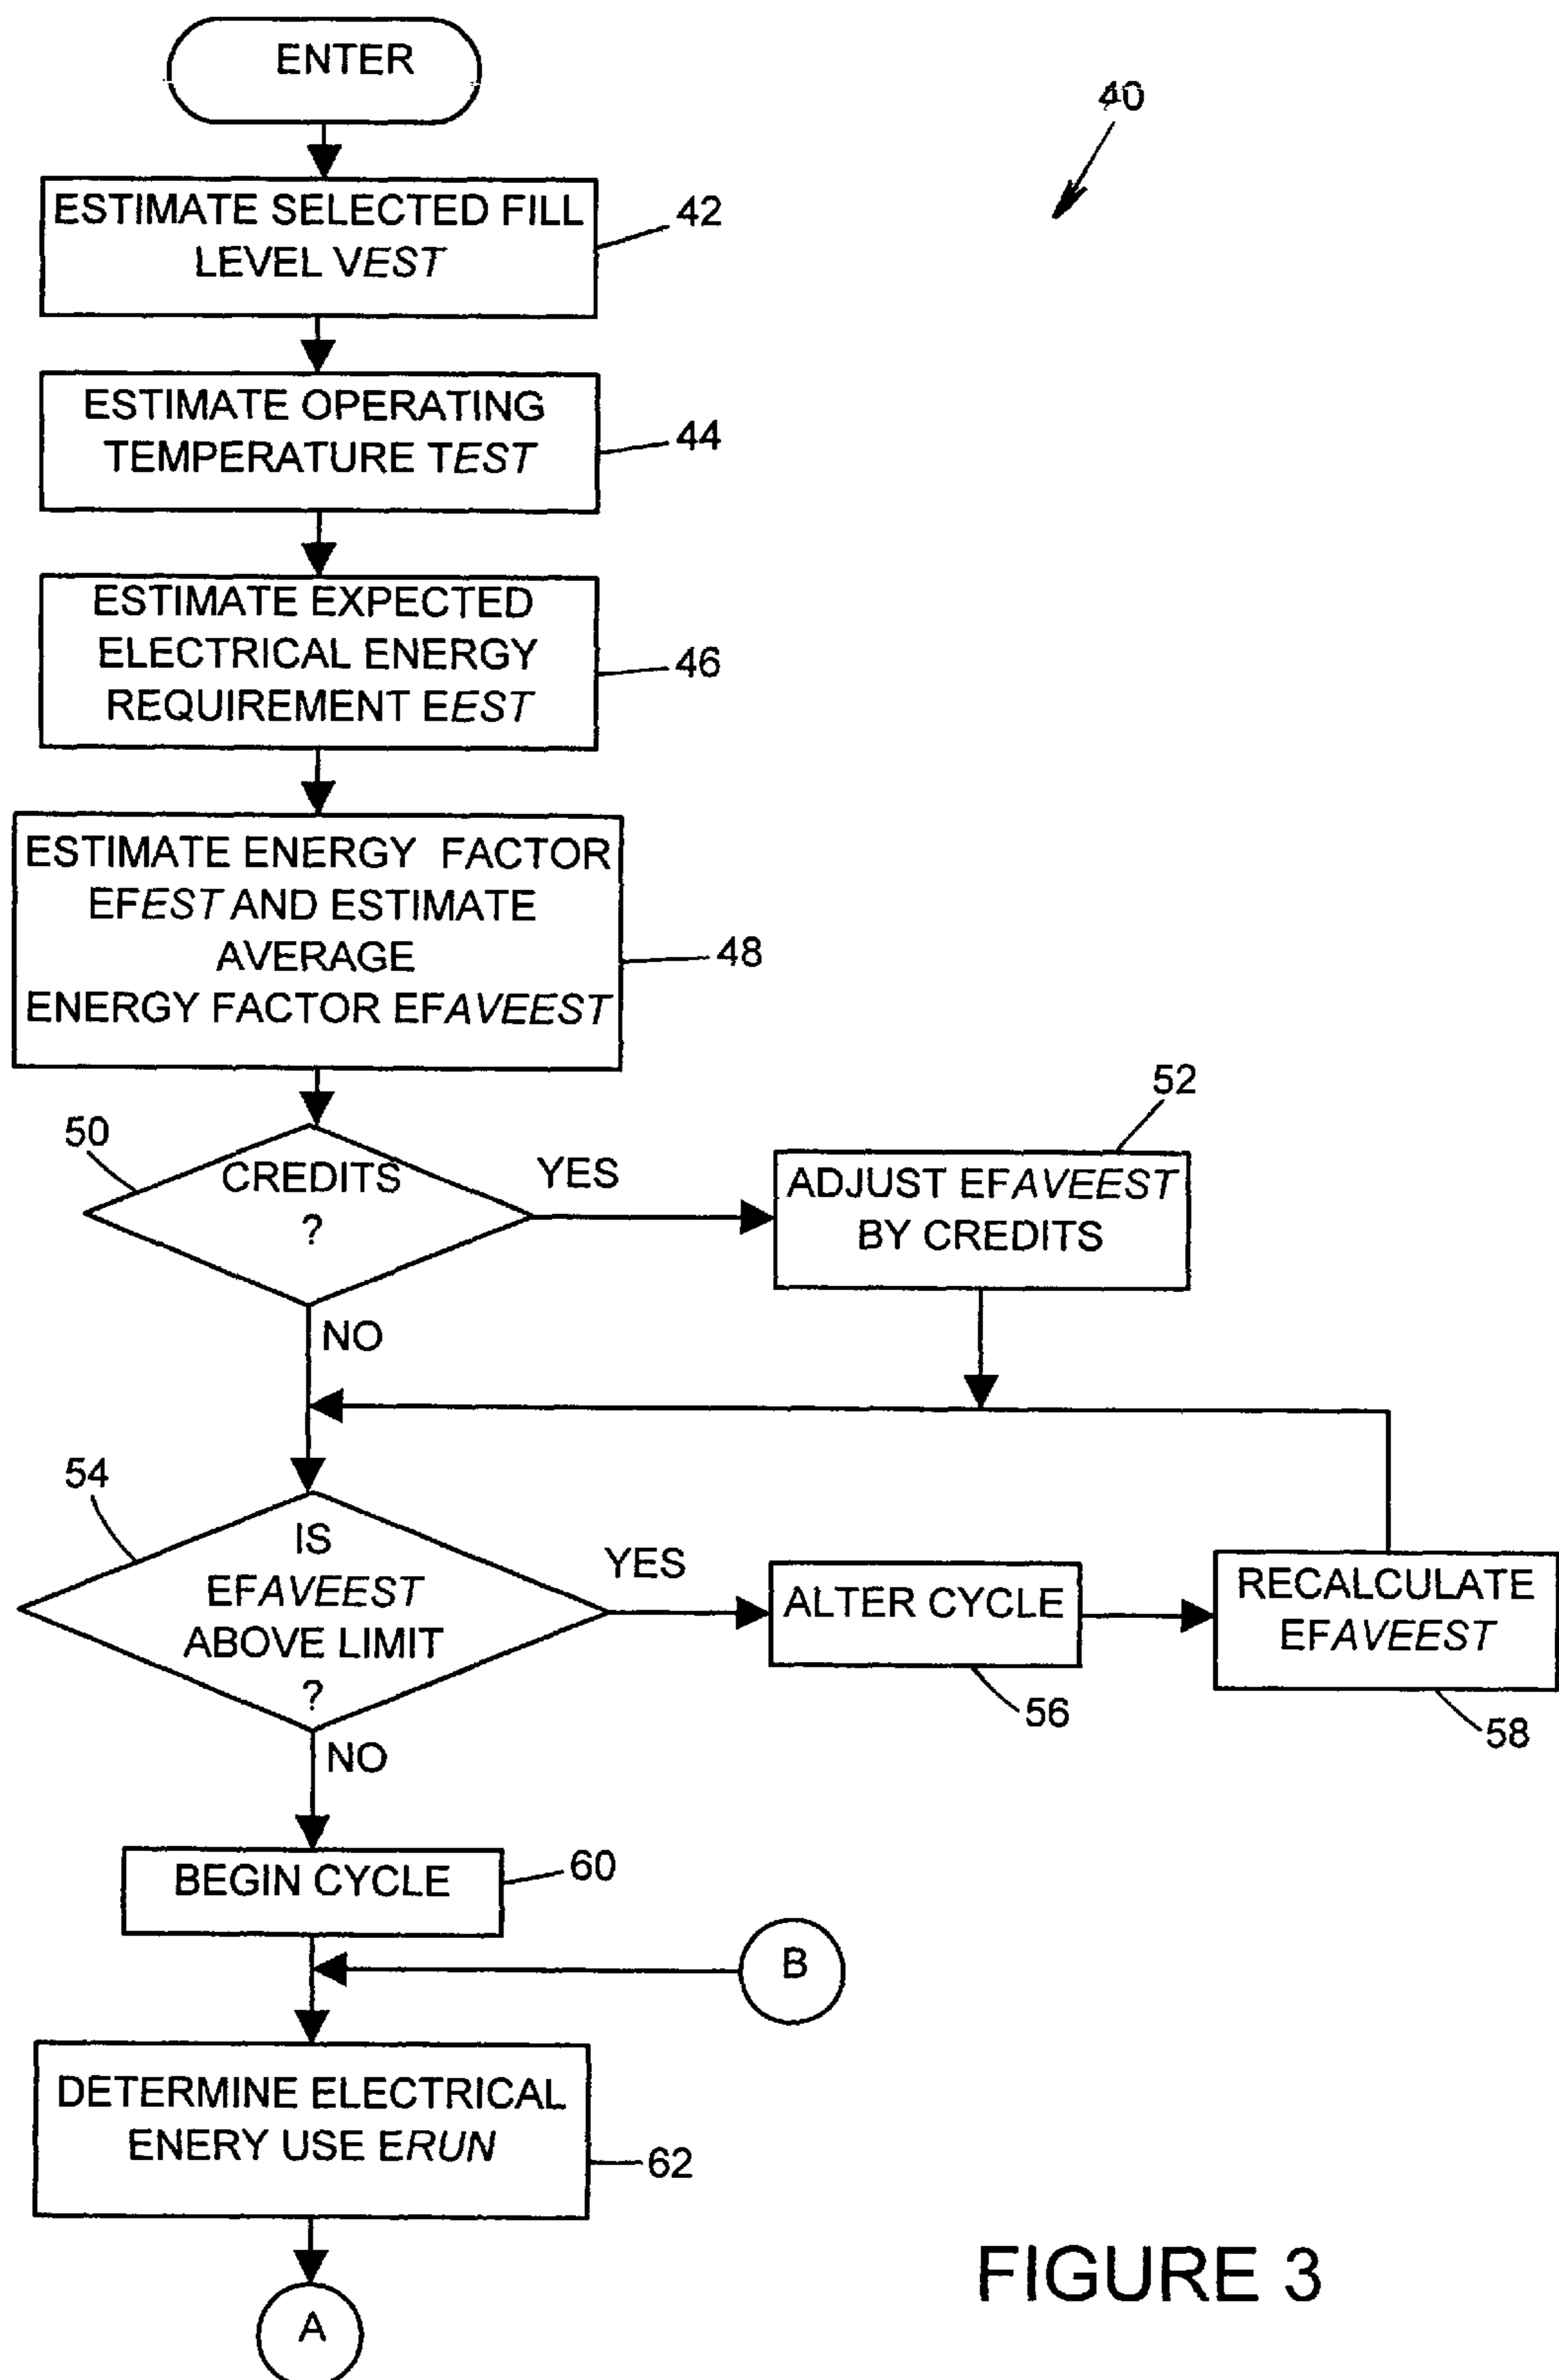 ENTER
40
ESTIMATE SELECTED FILL
LEVEL VEST
42
ESTIMATE OPERATING
TEMPERATURE TEST
44
ESTIMATE EXPECTED
ELECTRICAL ENERGY
REQUIREMENT EEST
46
ESTIMATE ENERGY FACTOR
EFEST AND ESTIMATE
AVERAGE
ENERGY FACTOR EFAVEEST
48
50
CREDITS
?
YES
NO
52
ADJUST EFAVEEST
BY CREDITS
54
IS
EFAVEEST
ABOVE LIMIT
?
YES
NO
ALTER CYCLE
56
RECALCULATE
EFAVEEST
58
BEGIN CYCLE
60
B
DETERMINE ELECTRICAL
ENERY USE ERUN
62
A
FIGURE 3